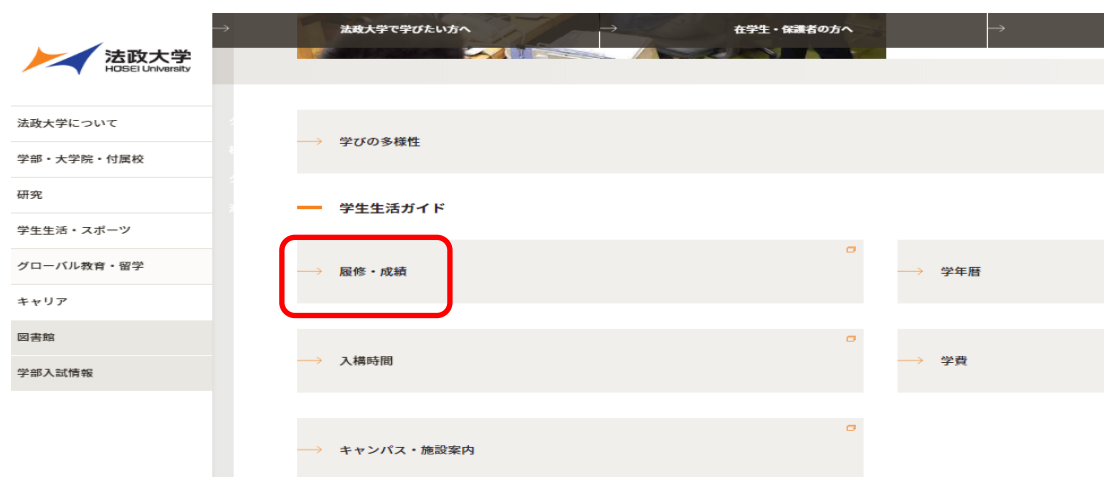 法政大学で学びたい方へ
在学生・保護者の方へ
法政大学
HOSEI University
法政大学について
学部・大学院・付属校
研究
学生生活・スポーツ
グローバル教育・留学
キャリア
図書館
学部入試情報
学びの多様性
学生生活ガイド
履修・成績
学年暦
入構時間
学費
キャンパス・施設案内